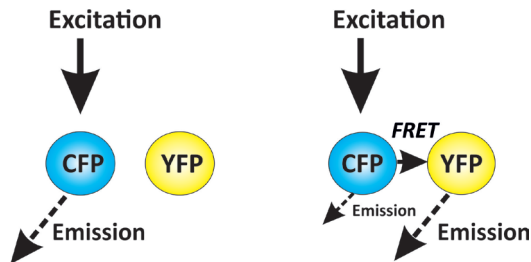 Excitation
CFP
YFP
Emission
Excitation
FRET
CFP
YFP
Emission
Emission